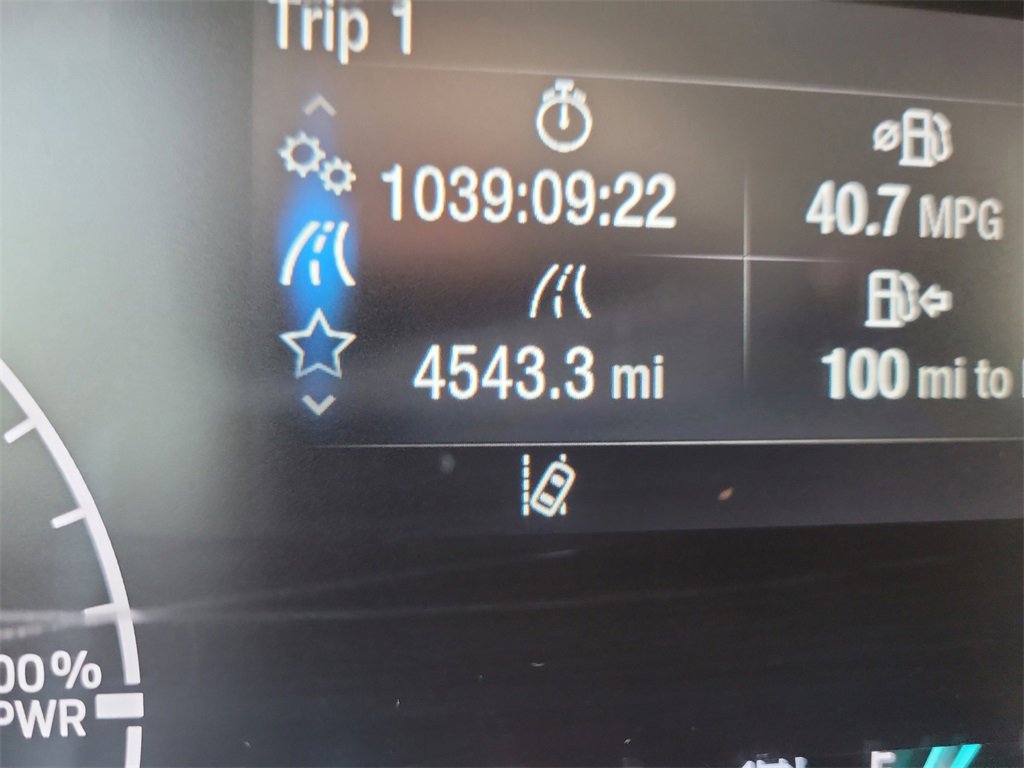 Trip 1
1039:09:22
40.7 MPG
4543.3 mi
100 mi to
00%
PWR